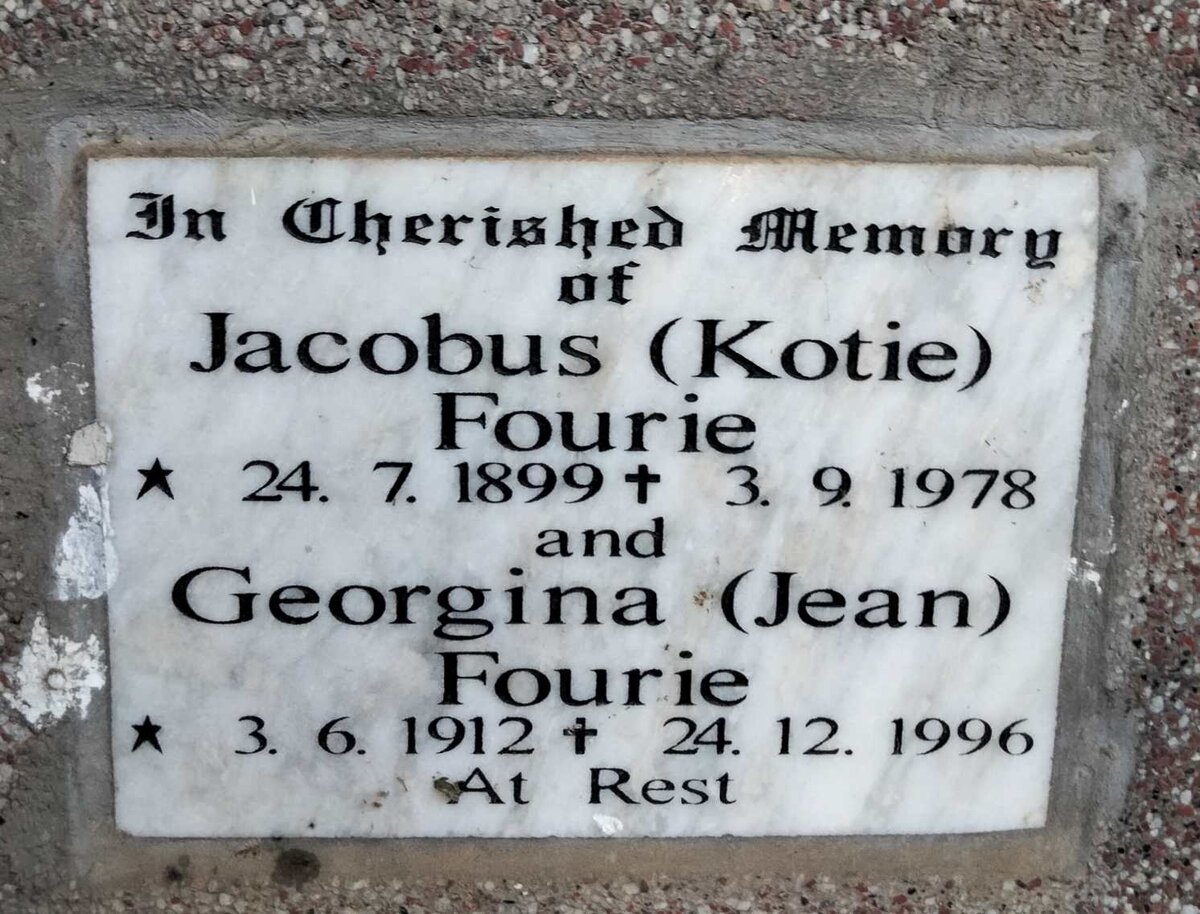 In Cherished Memory
of
Jacobus (Kotie)
Fourie
★ 24. 7. 1899 ✝ 3. 9. 1978
and
Georgina (Jean)
Fourie
★ 3. 6. 1912 ✝ 24. 12. 1996
At Rest